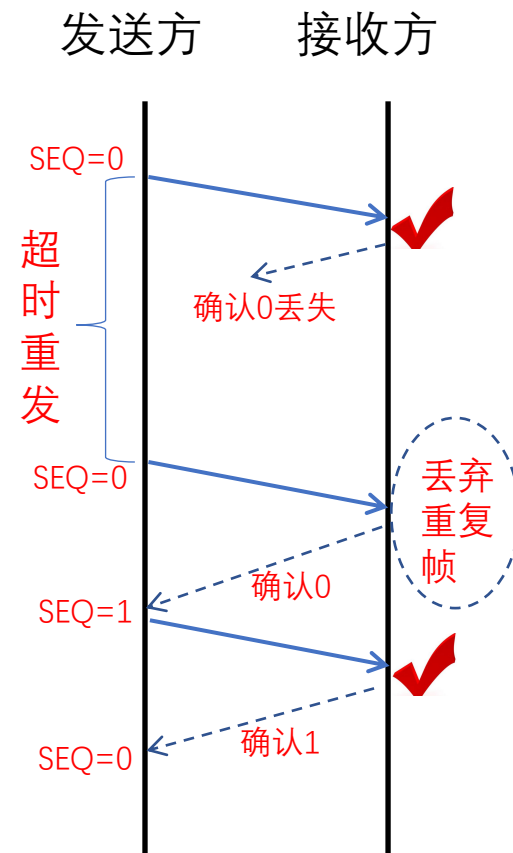 发送方 接收方
SEQ=0
超
时
重
发
确认0丢失
SEQ=0
丢弃
重复
帧
确认0
SEQ=1
确认1
SEQ=0